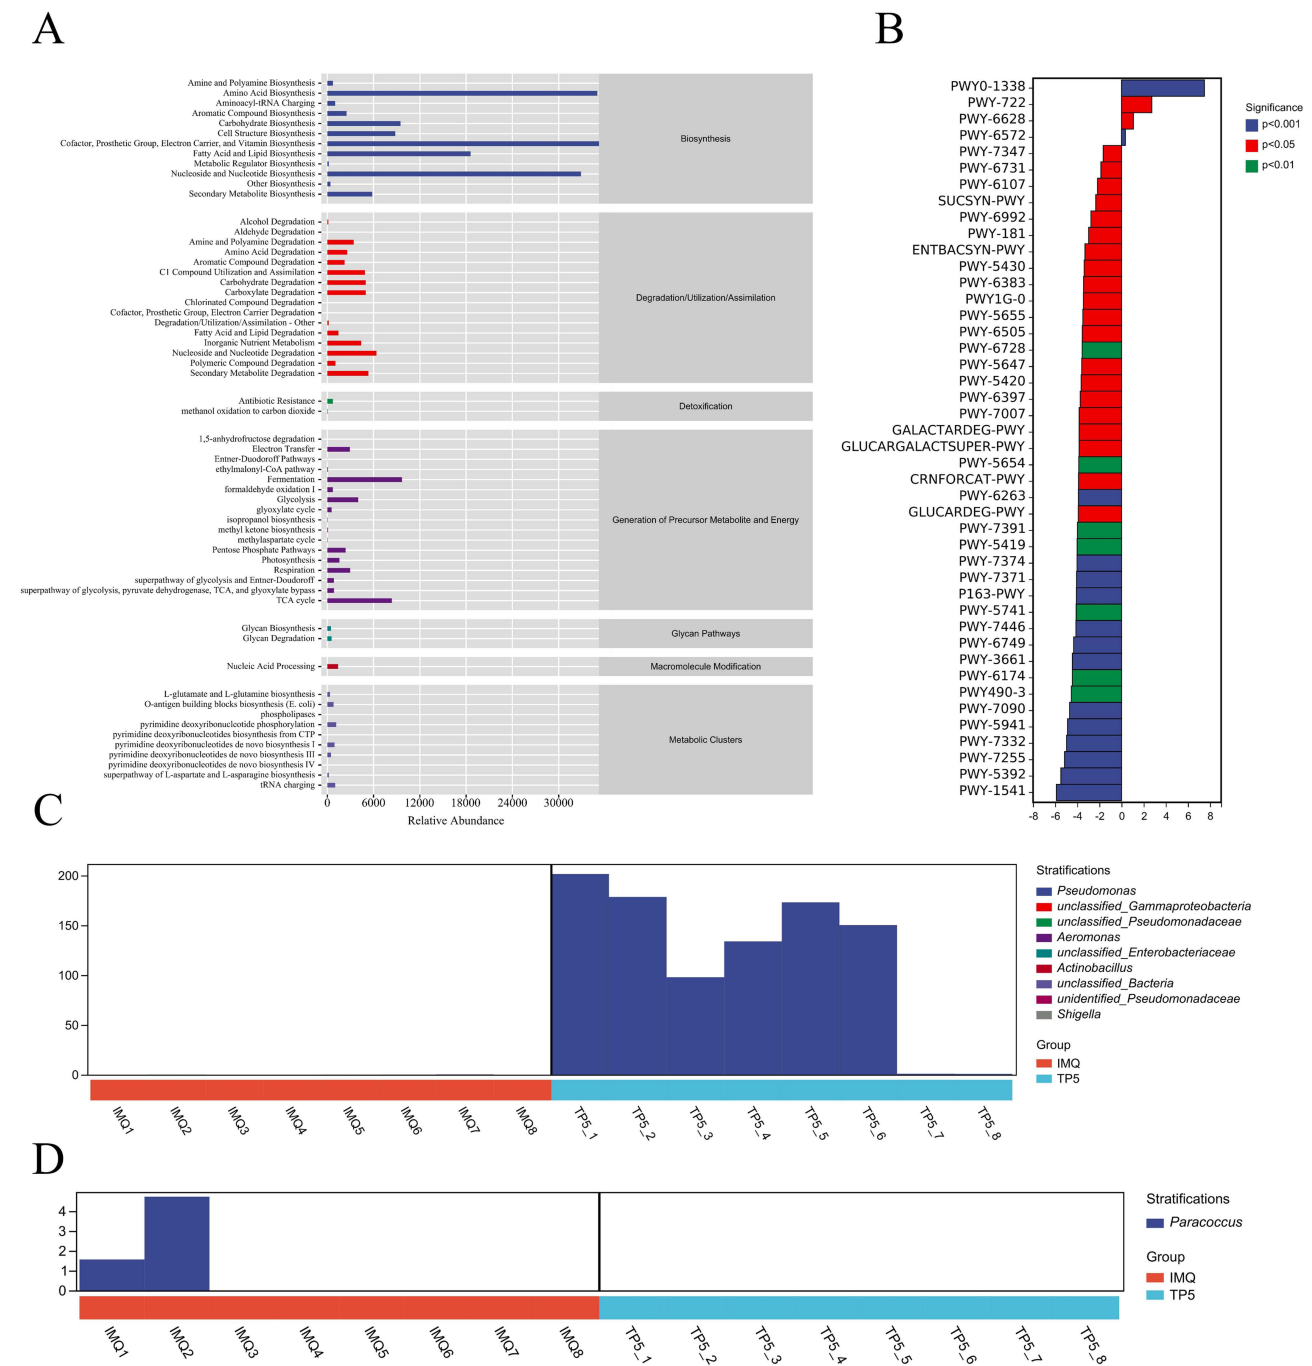 A
Amine and Polyamine Biosynthesis
Amino Acid Biosynthesis
Aminoacyl-tRNA Charging
Aromatic Compound Biosynthesis
Carbohydrate Biosynthesis
Cell Structure Biosynthesis
Cofactor, Prosthetic Group, Electron Carrier, and Vitamin Biosynthesis
Fatty Acid and Lipid Biosynthesis
Metabolic Regulator Biosynthesis
Nucleoside and Nucleotide Biosynthesis
Other Biosynthesis
Secondary Metabolite Biosynthesis
Biosynthesis
Alcohol Degradation
Aldehyde Degradation
Amine and Polyamine Degradation
Amino Acid Degradation
Aromatic Compound Degradation
C1 Compound Utilization and Assimilation
Carbohydrate Degradation
Carboxylate Degradation
Chlorinated Compound Degradation
Cofactor, Prosthetic Group, Electron Carrier Degradation
Degradation/Utilization/Assimilation - Other
Fatty Acid and Lipid Degradation
Inorganic Nutrient Metabolism
Nucleoside and Nucleotide Degradation
Polymeric Compound Degradation
Secondary Metabolite Degradation
Degradation/Utilization/Assimilation
Antibiotic Resistance
methanol oxidation to carbon dioxide
Detoxification
1,5-anhydrofructose degradation
Electron Transfer
Entner-Duodoroff Pathways
ethylmalonyl-CoA pathway
Fermentation
formaldehyde oxidation I
Glycolysis
glyoxylate cycle
isopropanol biosynthesis
methyl ketone biosynthesis
methylaspartate cycle
Pentose Phosphate Pathways
Photosynthesis
Respiration
superpathway of glycolysis and Entner-Doudoroff
superpathway of glycolysis, pyruvate dehydrogenase, TCA, and glyoxylate bypass
TCA cycle
Generation of Precursor Metabolite and Energy
Glycan Biosynthesis
Glycan Degradation
Glycan Pathways
Nucleic Acid Processing
Macromolecule Modification
L-glutamate and L-glutamine biosynthesis
O-antigen building blocks biosynthesis (E. coli)
phospholipases
pyrimidine deoxyribonucleotide phosphorylation
pyrimidine deoxyribonucleotides biosynthesis from CTP
pyrimidine deoxyribonucleotides de novo biosynthesis I
pyrimidine deoxyribonucleotides de novo biosynthesis III
pyrimidine deoxyribonucleotides de novo biosynthesis IV
superpathway of L-aspartate and L-asparagine biosynthesis
tRNA charging
Metabolic Clusters
0 6000 12000 18000 24000 30000
Relative Abundance
B
PWY0-1338
PWY-722
PWY-6628
PWY-6572
PWY-7347
PWY-6731
PWY-6107
SUCSYN-PWY
PWY-6992
PWY-181
ENTBACSYN-PWY
PWY-5430
PWY-6383
PWY1G-0
PWY-5655
PWY-6505
PWY-6728
PWY-5647
PWY-5420
PWY-6397
PWY-7007
GALACTARDEG-PWY
GLUCARGALACTSUPER-PWY
PWY-5654
CRNFORCAT-PWY
PWY-6263
GLUCARDEG-PWY
PWY-7391
PWY-5419
PWY-7374
PWY-7371
P163-PWY
PWY-5741
PWY-7446
PWY-6749
PWY-3661
PWY-6174
PWY490-3
PWY-7090
PWY-5941
PWY-7332
PWY-7255
PWY-5392
PWY-1541
-8 -6 -4 -2 0 2 4 6 8
Significance
p<0.001
p<0.05
p<0.01
C
200
150
100
50
0
IMQ1 IMQ2 IMQ3 IMQ4 IMQ5 IMQ6 IMQ7 IMQ8 TP5_1 TP5_2 TP5_3 TP5_4 TP5_5 TP5_6 TP5_7 TP5_8
Stratifications
Pseudomonas
unclassified_Gammaproteobacteria
unclassified_Pseudomonadaceae
Aeromonas
unclassified_Enterobacteriaceae
Actinobacillus
unclassified_Bacteria
unidentified_Pseudomonadaceae
Shigella
Group
IMQ
TP5
D
4
3
2
1
0
IMQ1 IMQ2 IMQ3 IMQ4 IMQ5 IMQ6 IMQ7 IMQ8 TP5_1 TP5_2 TP5_3 TP5_4 TP5_5 TP5_6 TP5_7 TP5_8
Stratifications
Paracoccus
Group
IMQ
TP5